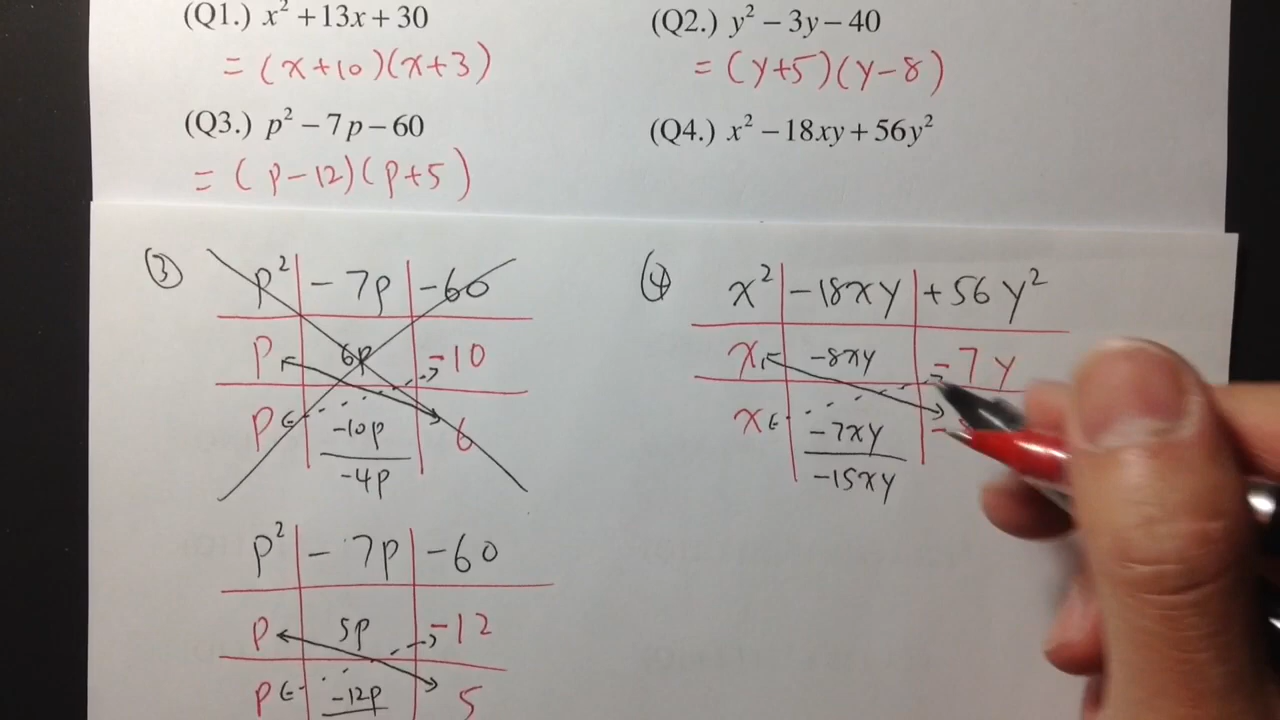 (Q1.) x² + 13x + 30
= (x+10)(x+3)
(Q2.) y² − 3y − 40
= (y+5)(y−8)
(Q3.) p² − 7p − 60
= (p−12)(p+5)
(Q4.) x² − 18xy + 56y²
③
p² − 7p − 60
p 6p −10
p −10p 6
−4p
p² − 7p − 60
p 5p −12
p −12p 5
④
x² − 18xy + 56y²
x −8xy −7y
x −7xy −
−15xy